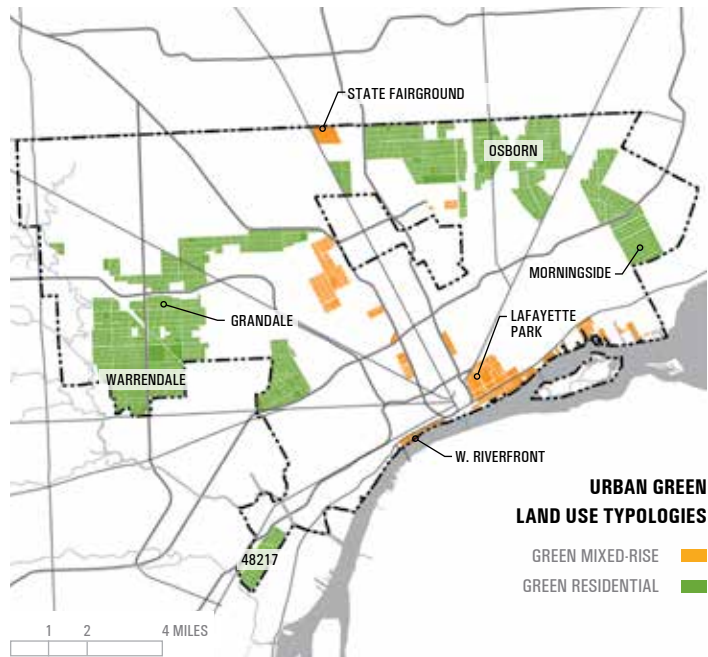 STATE FAIRGROUND
OSBORN
MORNINGSIDE
GRANDALE
LAFAYETTE
PARK
WARRENDALE
W. RIVERFRONT
URBAN GREEN
LAND USE TYPOLOGIES
GREEN MIXED-RISE
GREEN RESIDENTIAL
48217
1 2 4 MILES